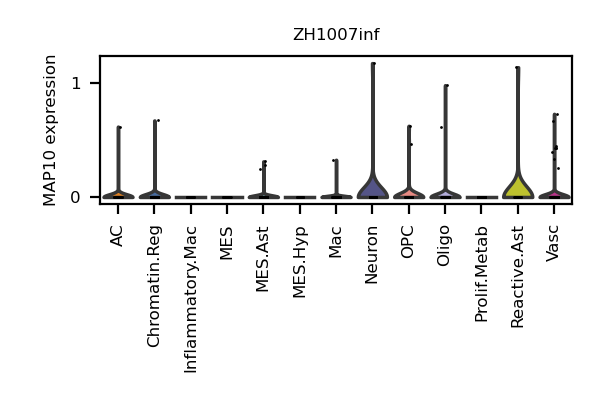 ZH1007inf
MAP10 expression
1
0
AC
Chromatin.Reg
Inflammatory.Mac
MES
MES.Ast
MES.Hyp
Mac
Neuron
OPC
Oligo
Prolif.Metab
Reactive.Ast
Vasc